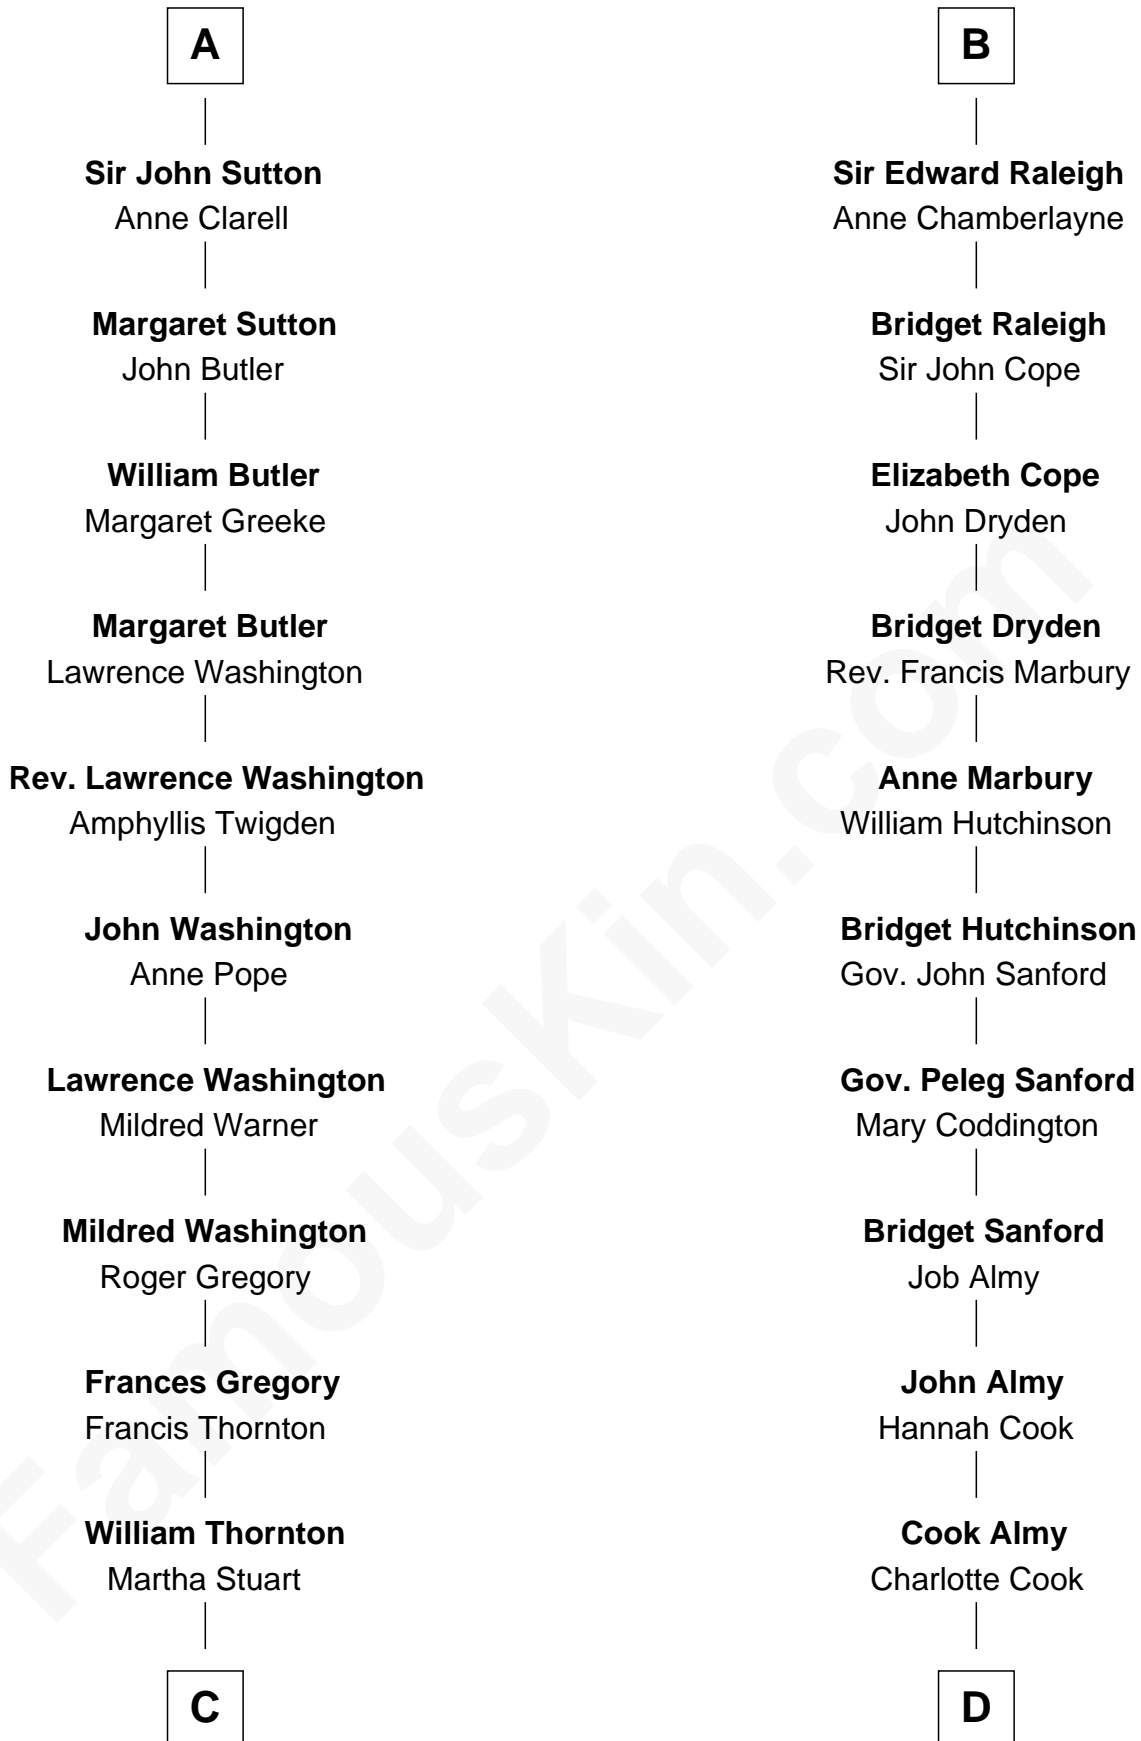 A
Sir John Sutton
Anne Clarell
Margaret Sutton
John Butler
William Butler
Margaret Greeke
Margaret Butler
Lawrence Washington
Rev. Lawrence Washington
Amphyllis Twigden
John Washington
Anne Pope
Lawrence Washington
Mildred Warner
Mildred Washington
Roger Gregory
Frances Gregory
Francis Thornton
William Thornton
Martha Stuart
C
B
Sir Edward Raleigh
Anne Chamberlayne
Bridget Raleigh
Sir John Cope
Elizabeth Cope
John Dryden
Bridget Dryden
Rev. Francis Marbury
Anne Marbury
William Hutchinson
Bridget Hutchinson
Gov. John Sanford
Gov. Peleg Sanford
Mary Coddington
Bridget Sanford
Job Almy
John Almy
Hannah Cook
Cook Almy
Charlotte Cook
D
FamousKin.com